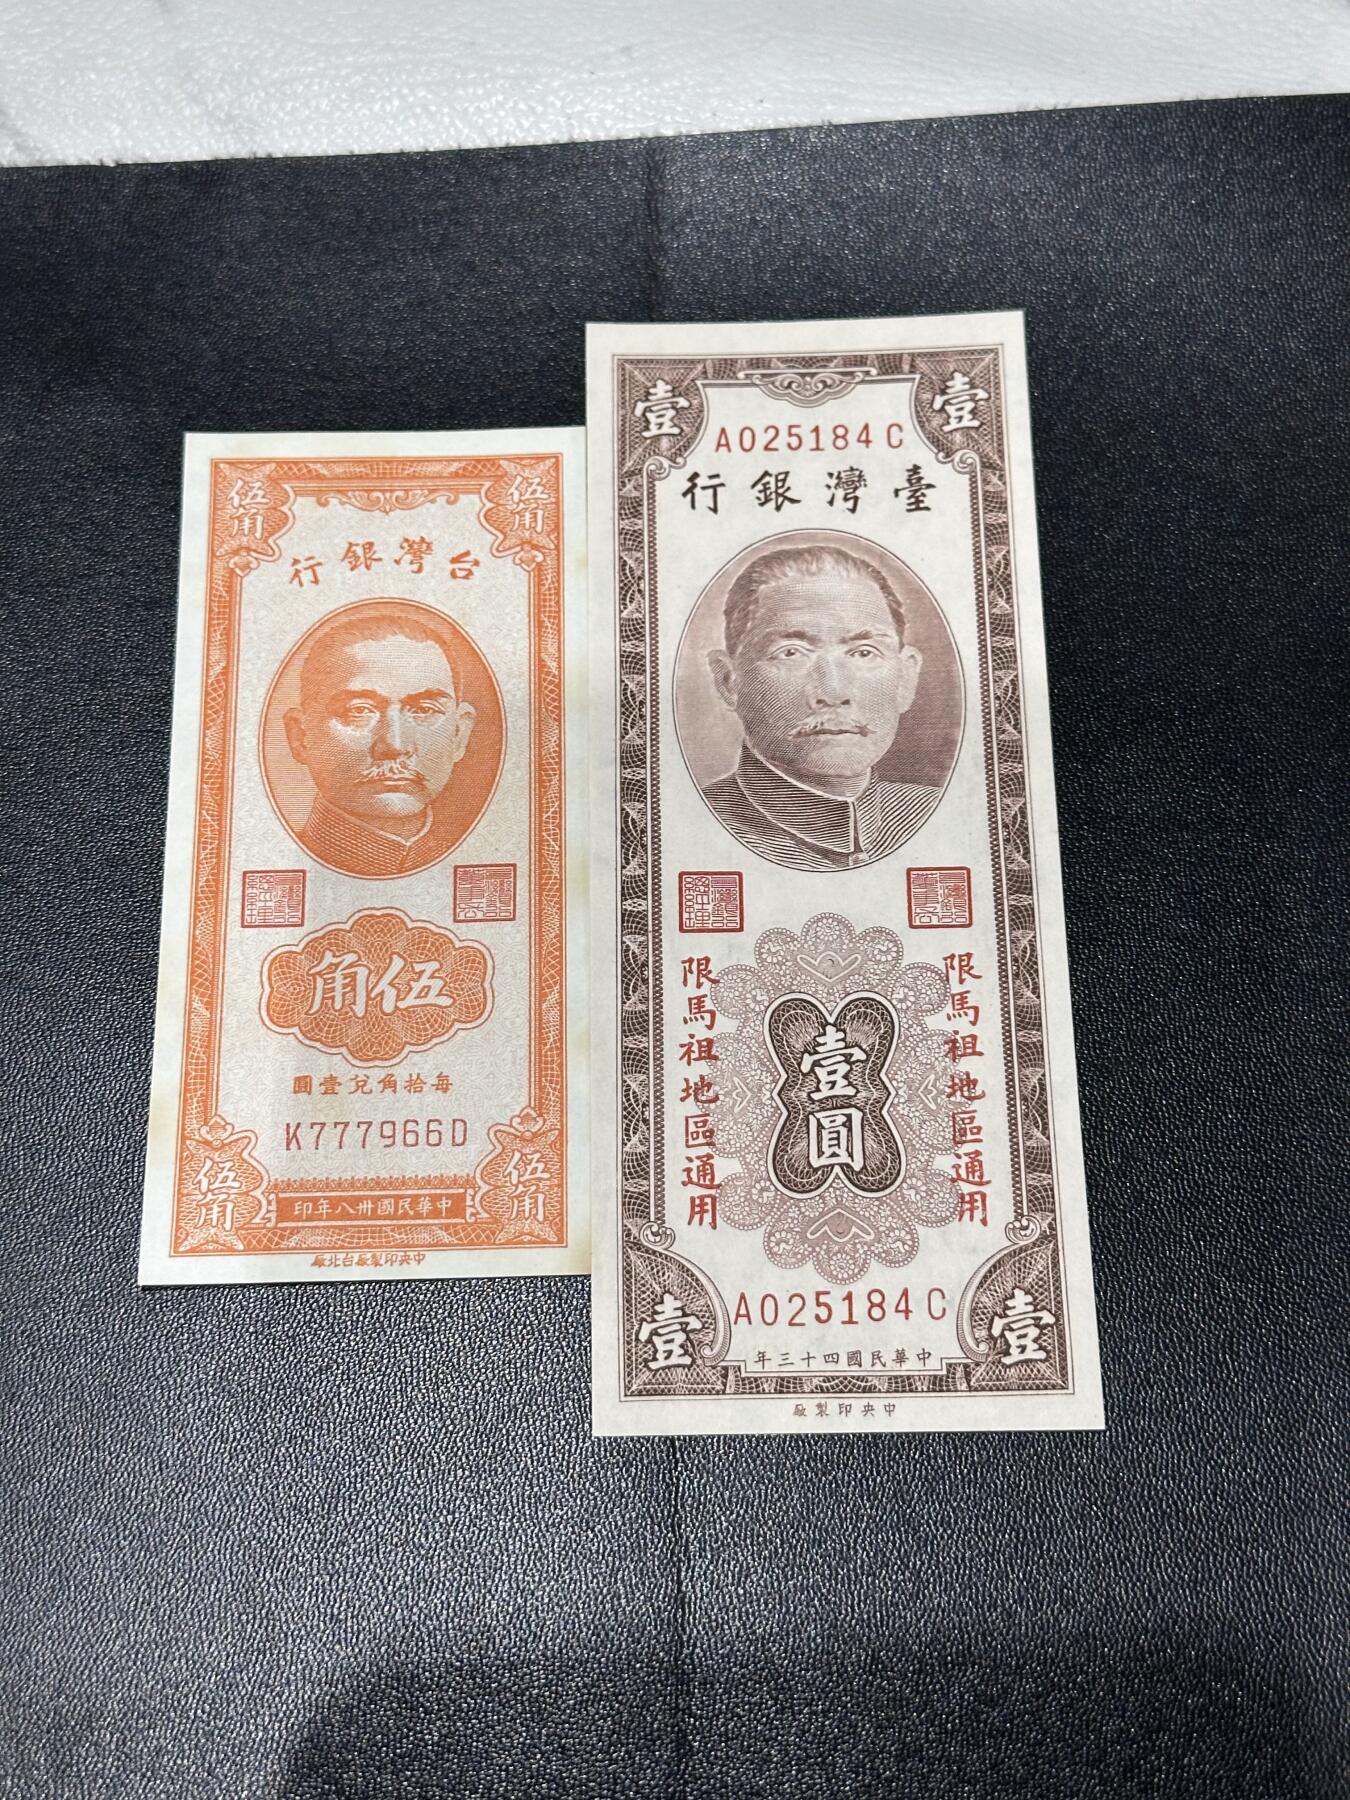 伍角
伍角
台灣銀行
伍角
每拾角兌壹圓
K777966D
伍角
伍角
中華民國卅八年印
中央印製廠台北廠
壹
壹
A025184C
臺灣銀行
限馬祖地區通用
壹圓
限馬祖地區通用
A025184C
壹
壹
中華民國四十三年
中央印製廠